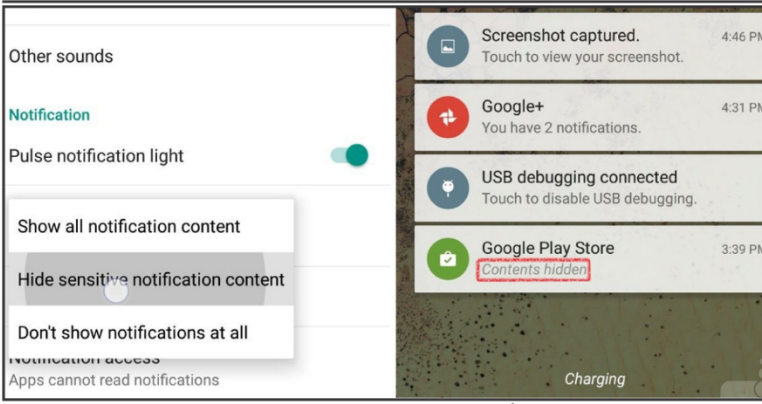 Other sounds
Notification
Pulse notification light
Show all notification content
Hide sensitive notification content
Don't show notifications at all
Notification access
Apps cannot read notifications
Screenshot captured.
4:46 PM
Touch to view your screenshot.
Google+
4:31 PM
You have 2 notifications.
USB debugging connected
Touch to disable USB debugging.
Google Play Store
3:39 PM
Contents hidden
Charging